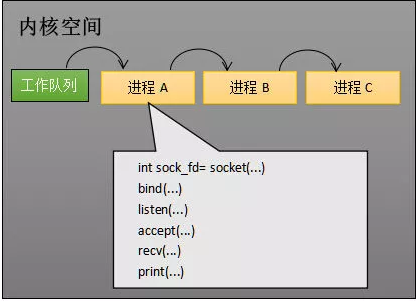 内核空间
工作队列
进程 A
进程 B
进程 C
int sock_fd= socket(...)
bind(...)
listen(...)
accept(...)
recv(...)
print(...)